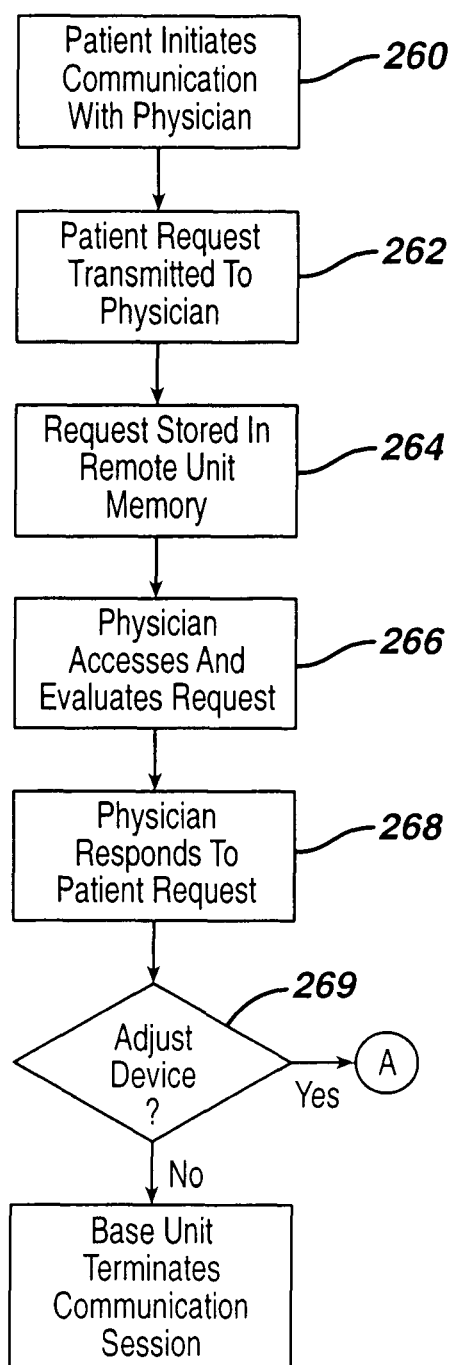 Patient Initiates
Communication
With Physician
260
Patient Request
Transmitted To
Physician
262
Request Stored In
Remote Unit
Memory
264
Physician
Accesses And
Evaluates Request
266
Physician
Responds To
Patient Request
268
269
Adjust
Device
?
Yes
A
No
Base Unit
Terminates
Communication
Session